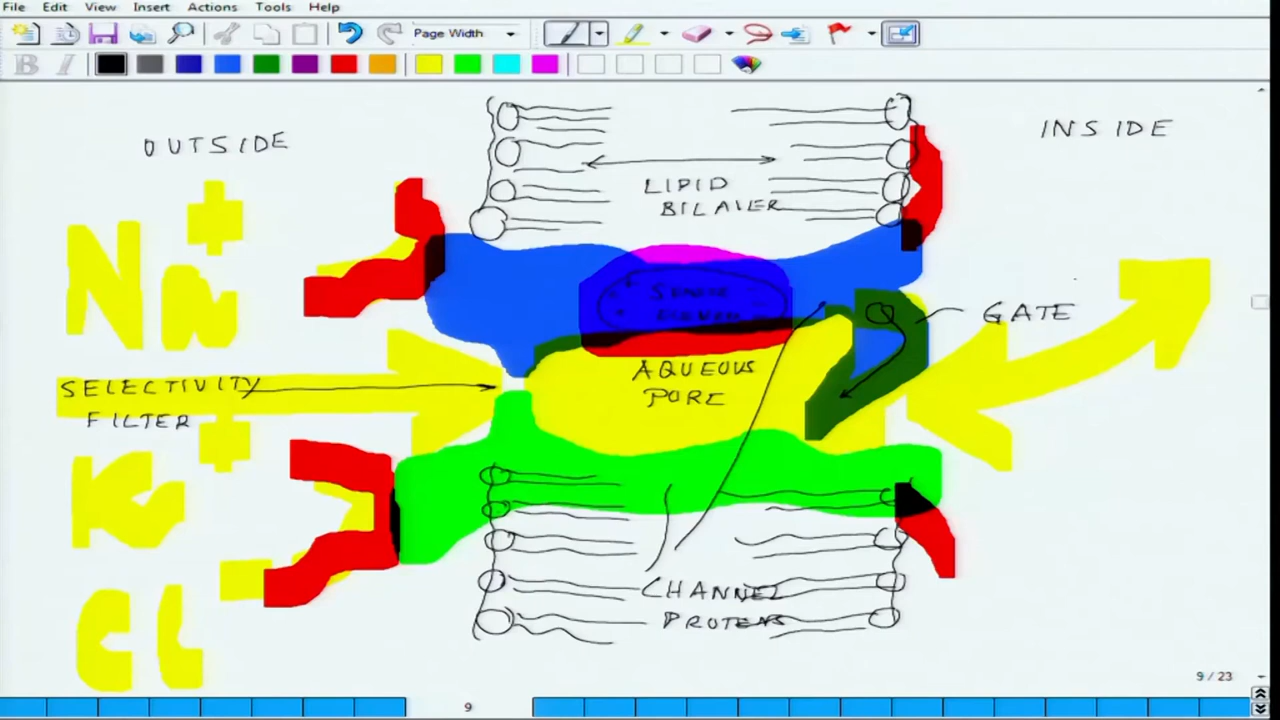 File Edit View Insert Actions Tools Help
Page Width
B I
OUTSIDE
INSIDE
LIPID
BILAYER
Na+
GATE
AQUEOUS
PORE
SELECTIVITY
FILTER
K+
Cl-
CHANNEL
PROTEINS
9 / 23
9